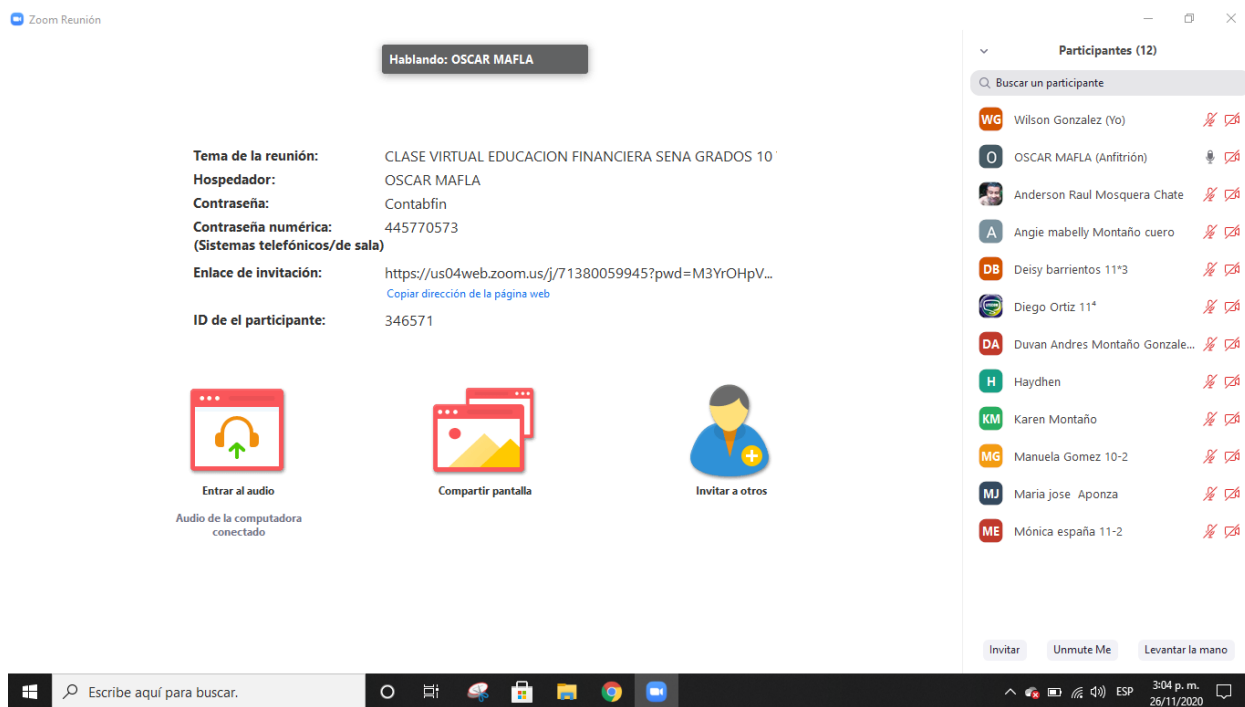 Zoom Reunión
Hablando: OSCAR MAFLA
Tema de la reunión: CLASE VIRTUAL EDUCACION FINANCIERA SENA GRADOS 10
Hospedador: OSCAR MAFLA
Contraseña: Contabfin
Contraseña numérica: 445770573
(Sistemas telefónicos/de sala)
Enlace de invitación: https://us04web.zoom.us/j/71380059945?pwd=M3YrOHpV...
Copiar dirección de la página web
ID de el participante: 346571
Entrar al audio
Compartir pantalla
Invitar a otros
Audio de la computadora
conectado
Participantes (12)
Buscar un participante
WG Wilson Gonzalez (Yo)
O OSCAR MAFLA (Anfitrión)
Anderson Raul Mosquera Chate
A Angie mabelly Montaño cuero
DB Deisy barrientos 11*3
Diego Ortiz 11⁴
DA Duvan Andres Montaño Gonzale...
H Haydhen
KM Karen Montaño
MG Manuela Gomez 10-2
MJ Maria jose Aponza
ME Mónica españa 11-2
Invitar Unmute Me Levantar la mano
Escribe aquí para buscar.
ESP
3:04 p. m.
26/11/2020